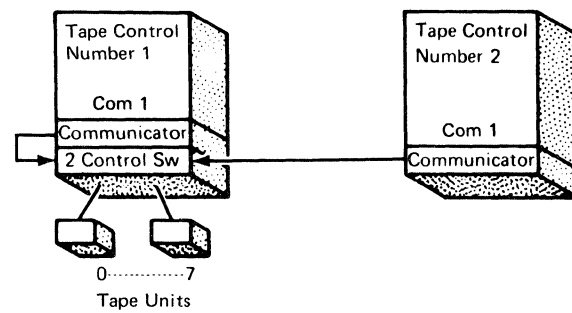 Tape Control
Number 1
Com 1
Communicator
2 Control Sw
Tape Control
Number 2
Com 1
Communicator
0.............7
Tape Units